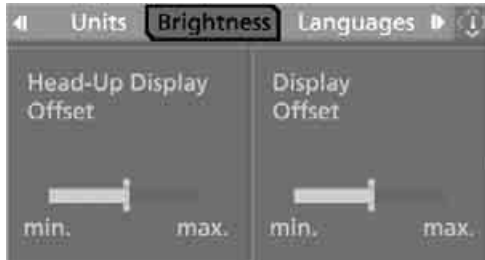 Units Brightness Languages
Head-Up Display Display
Offset Offset
min. max. min. max.